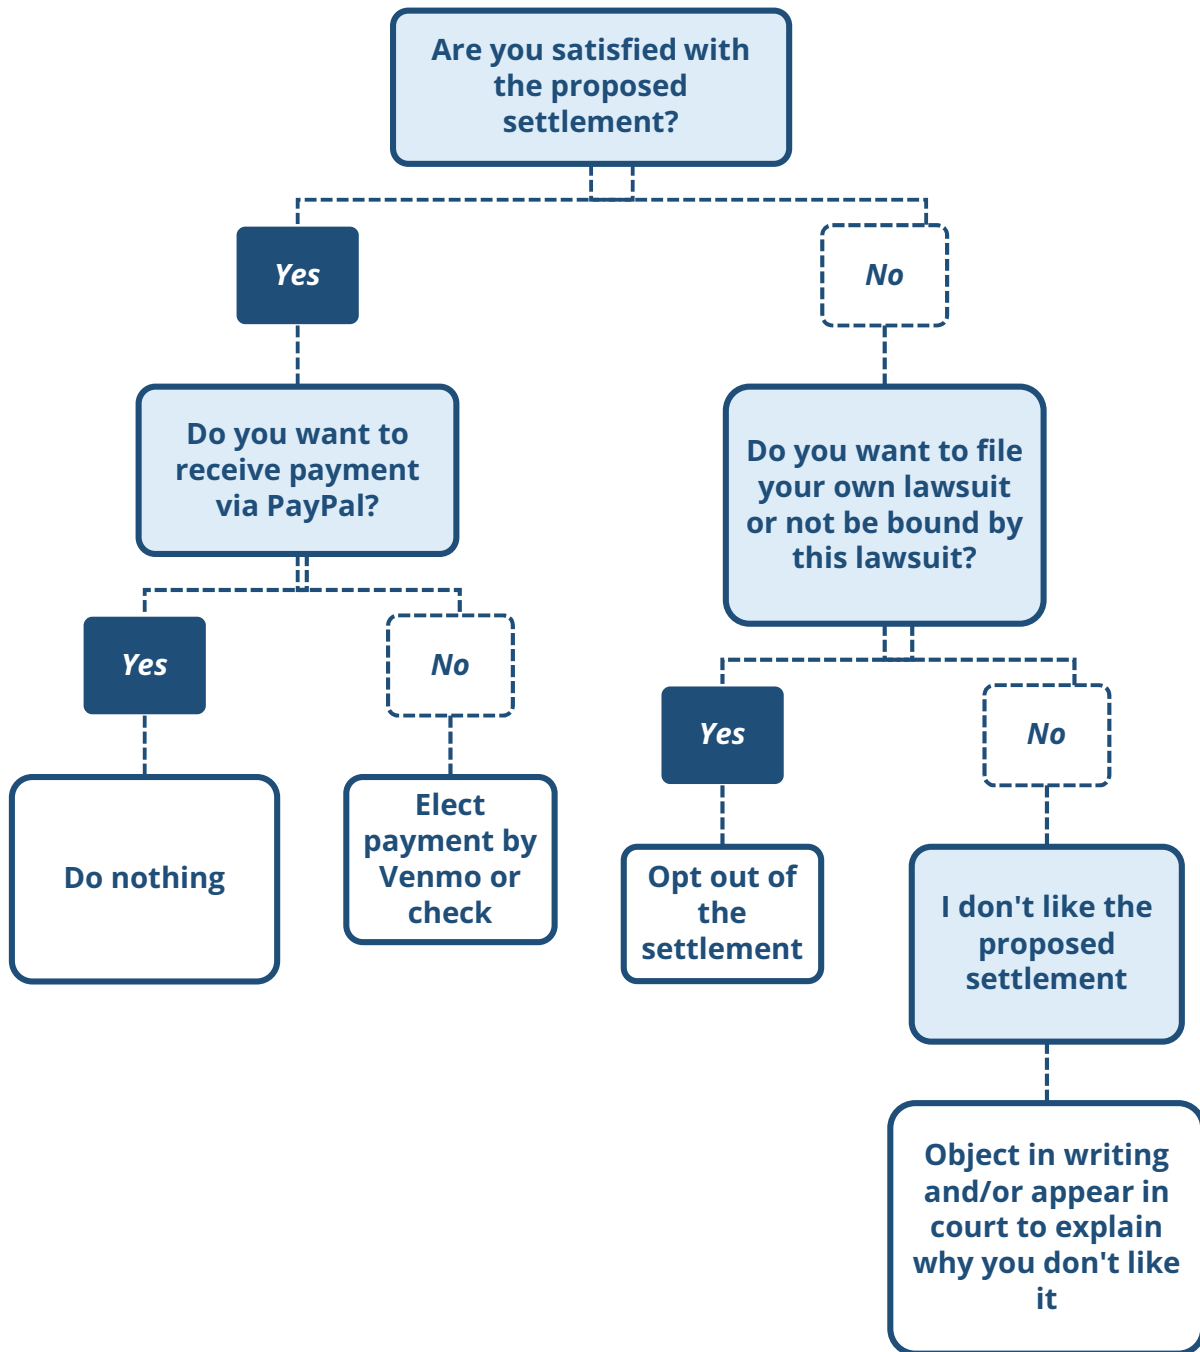 Are you satisfied with
the proposed
settlement?
Yes
No
Do you want to
receive payment
via PayPal?
Do you want to file
your own lawsuit
or not be bound by
this lawsuit?
Yes
No
Yes
No
Do nothing
Elect
payment by
Venmo or
check
Opt out of
the
settlement
I don't like the
proposed
settlement
Object in writing
and/or appear in
court to explain
why you don't like
it